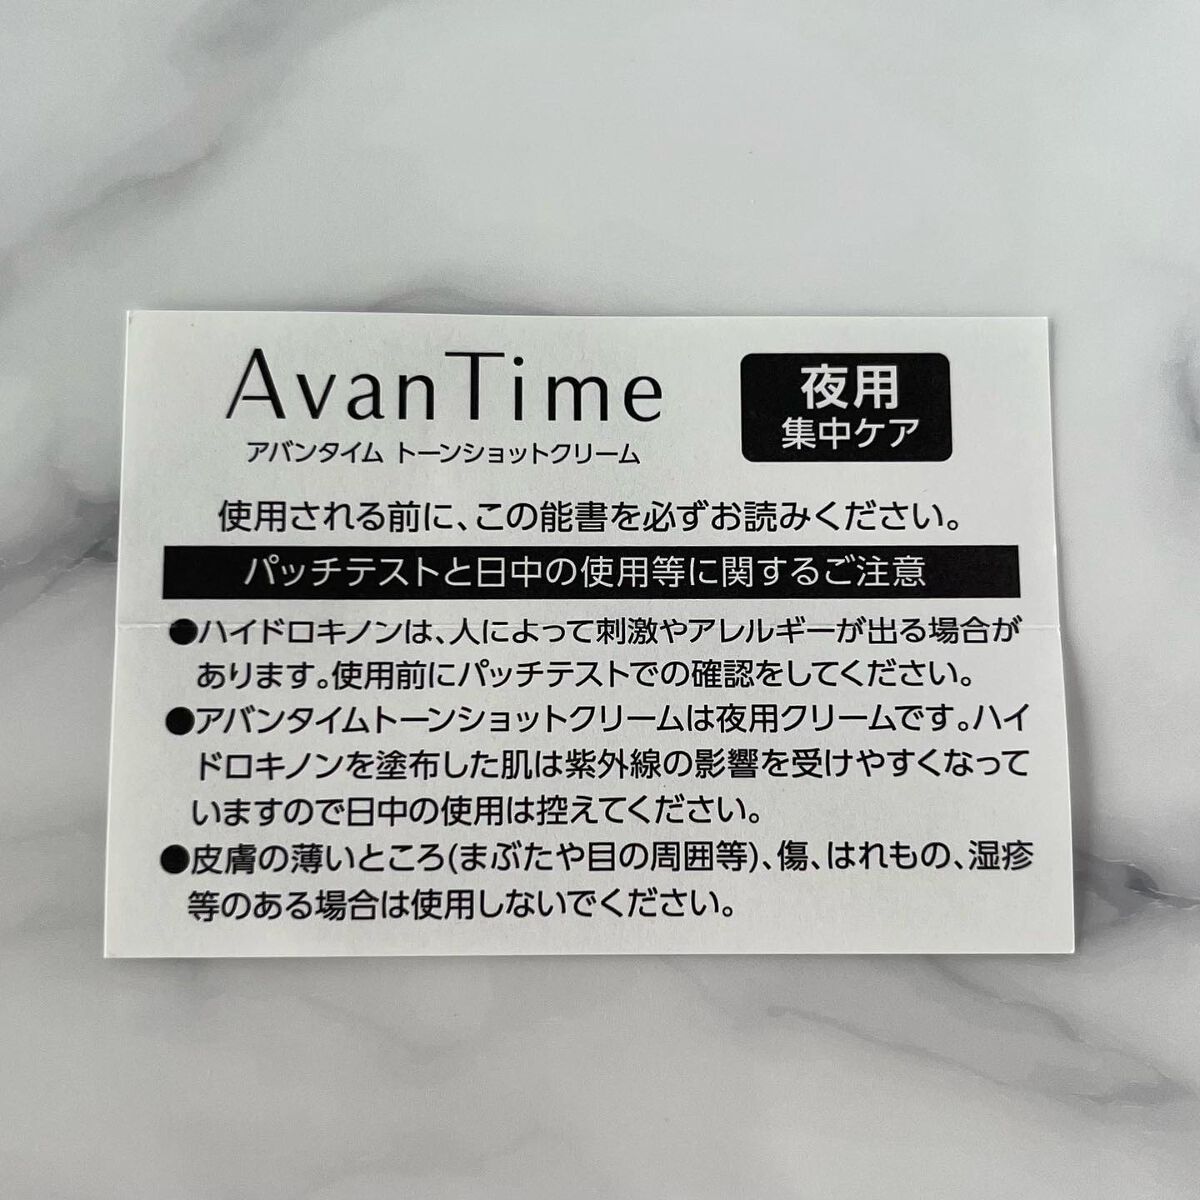 AvanTime
アバンタイム トーンショットクリーム
夜用
集中ケア
使用される前に、この能書を必ずお読みください。
パッチテストと日中の使用等に関するご注意
●ハイドロキノンは、人によって刺激やアレルギーが出る場合が
あります。使用前にパッチテストでの確認をしてください。
●アバンタイムトーンショットクリームは夜用クリームです。ハイ
ドロキノンを塗布した肌は紫外線の影響を受けやすくなって
いますので日中の使用は控えてください。
●皮膚の薄いところ(まぶたや目の周囲等)、傷、はれもの、湿疹
等のある場合は使用しないでください。